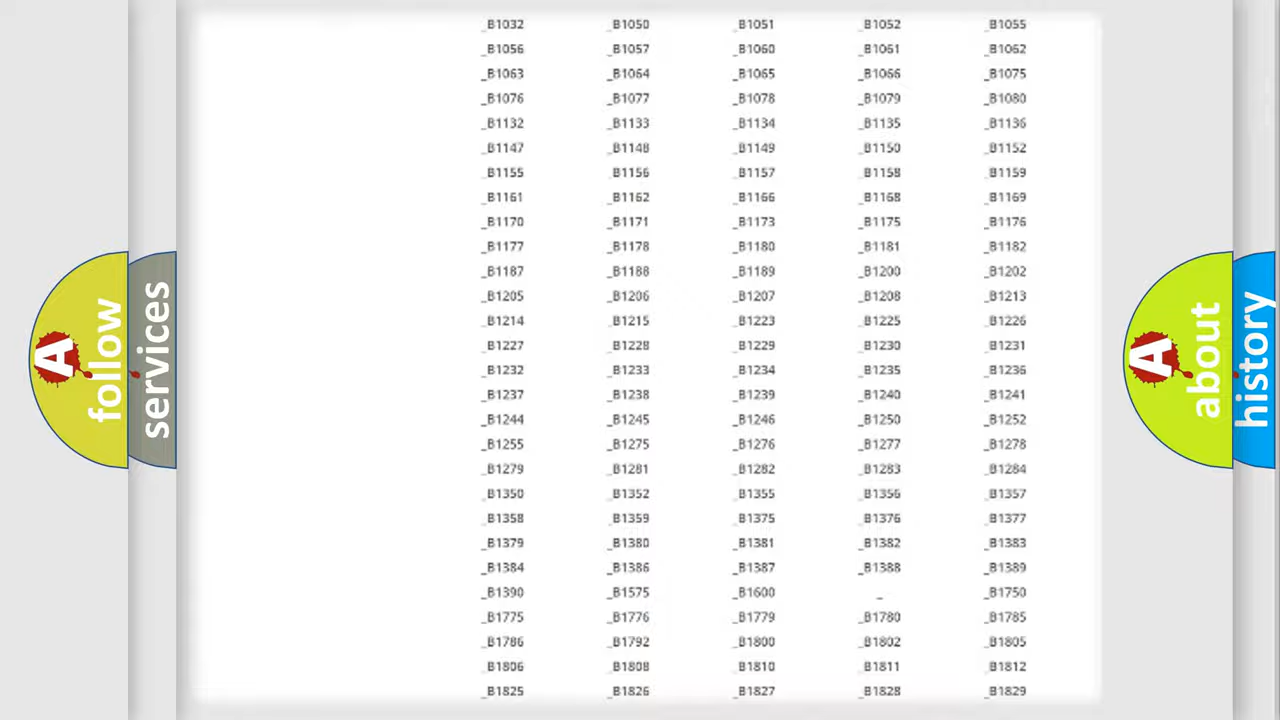 _B1032 _B1050 _B1051 _B1052 _B1055
_B1056 _B1057 _B1060 _B1061 _B1062
_B1063 _B1064 _B1065 _B1066 _B1075
_B1076 _B1077 _B1078 _B1079 _B1080
_B1132 _B1133 _B1134 _B1135 _B1136
_B1147 _B1148 _B1149 _B1150 _B1152
_B1155 _B1156 _B1157 _B1158 _B1159
_B1161 _B1162 _B1166 _B1168 _B1169
_B1170 _B1171 _B1173 _B1175 _B1176
_B1177 _B1178 _B1180 _B1181 _B1182
_B1187 _B1188 _B1189 _B1200 _B1202
_B1205 _B1206 _B1207 _B1208 _B1213
_B1214 _B1215 _B1223 _B1225 _B1226
_B1227 _B1228 _B1229 _B1230 _B1231
_B1232 _B1233 _B1234 _B1235 _B1236
_B1237 _B1238 _B1239 _B1240 _B1241
_B1244 _B1245 _B1246 _B1250 _B1252
_B1255 _B1275 _B1276 _B1277 _B1278
_B1279 _B1281 _B1282 _B1283 _B1284
_B1350 _B1352 _B1355 _B1356 _B1357
_B1358 _B1359 _B1375 _B1376 _B1377
_B1379 _B1380 _B1381 _B1382 _B1383
_B1384 _B1386 _B1387 _B1388 _B1389
_B1390 _B1575 _B1600 _ _B1750
_B1775 _B1776 _B1779 _B1780 _B1785
_B1786 _B1792 _B1800 _B1802 _B1805
_B1806 _B1808 _B1810 _B1811 _B1812
_B1825 _B1826 _B1827 _B1828 _B1829
A
follow
services
A
about
history